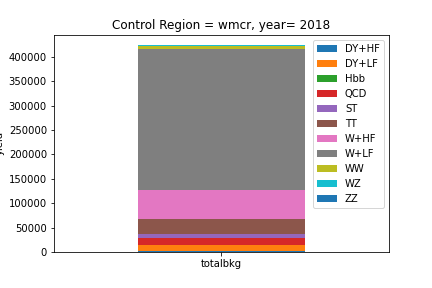 Control Region = wmcr, year= 2018
400000
350000
300000
250000
200000
150000
100000
50000
0
DY+HF
DY+LF
Hbb
QCD
ST
TT
W+HF
W+LF
WW
WZ
ZZ
totalbkg